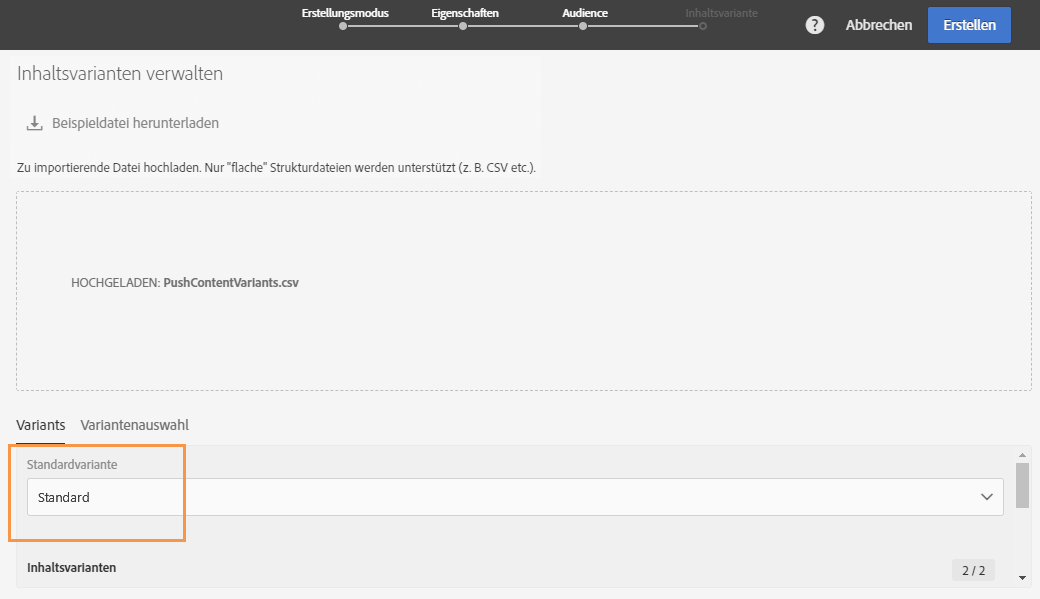 Erstellungsmodus
Eigenschaften
Audience
Inhaltsvariante
?
Abbrechen
Erstellen
Inhaltsvarianten verwalten
Beispieldatei herunterladen
Zu importierende Datei hochladen. Nur "flache" Strukturdateien werden unterstützt (z. B. CSV etc.).
HOCHGELADEN: PushContentVariants.csv
Variants
Variantenauswahl
Standardvariante
Standard
Inhaltsvarianten
2 / 2